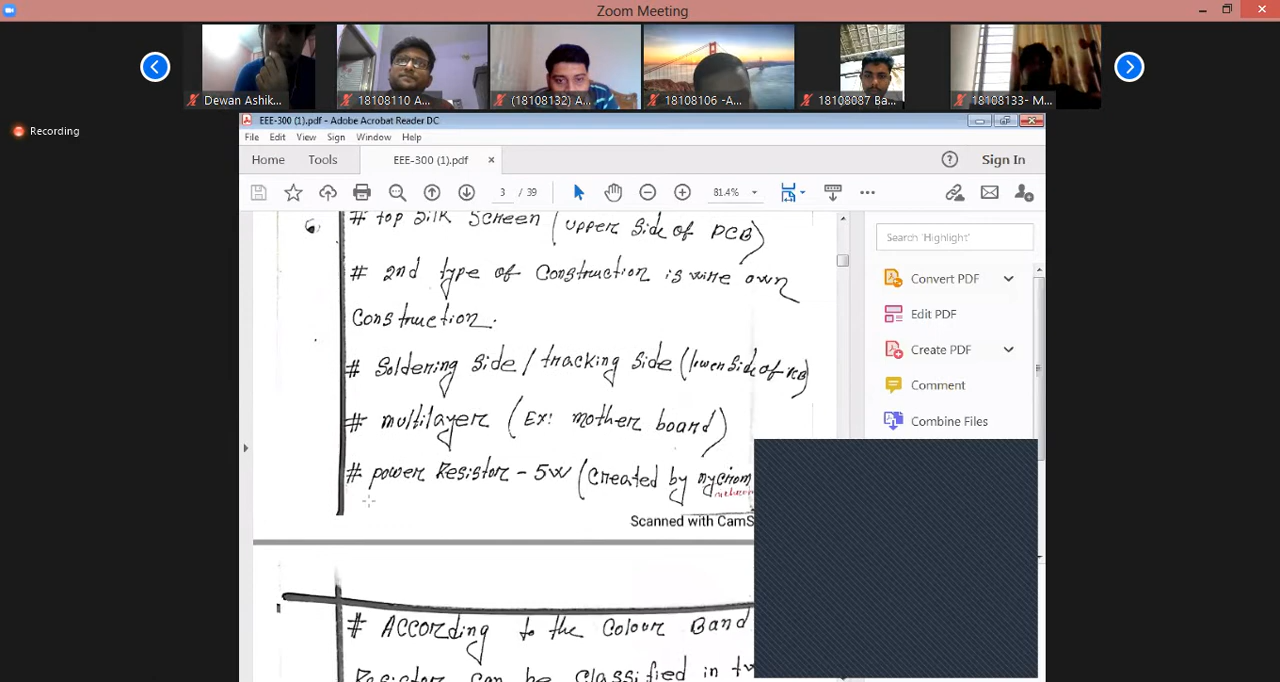 Zoom Meeting
Dewan Ashik...
18108110 A...
(18108132) A...
18108106 -A...
18108087 Ba...
18108133- M...
Recording
EEE-300 (1).pdf - Adobe Acrobat Reader DC
File Edit View Sign Window Help
Home Tools EEE-300 (1).pdf × Sign In
3 / 39 81.4%
# top Silk Screen (upper side of PCB)
6.
# 2nd type of Construction is wire own
Construction.
# Soldering side / tracking side (lower side of PCB)
# multilayer (Ex: mother board)
# power Resistor - 5W (Created by
Scanned with CamS
# According to the Colour Band
Resistor can be classified in
Search 'Highlight'
Convert PDF
Edit PDF
Create PDF
Comment
Combine Files